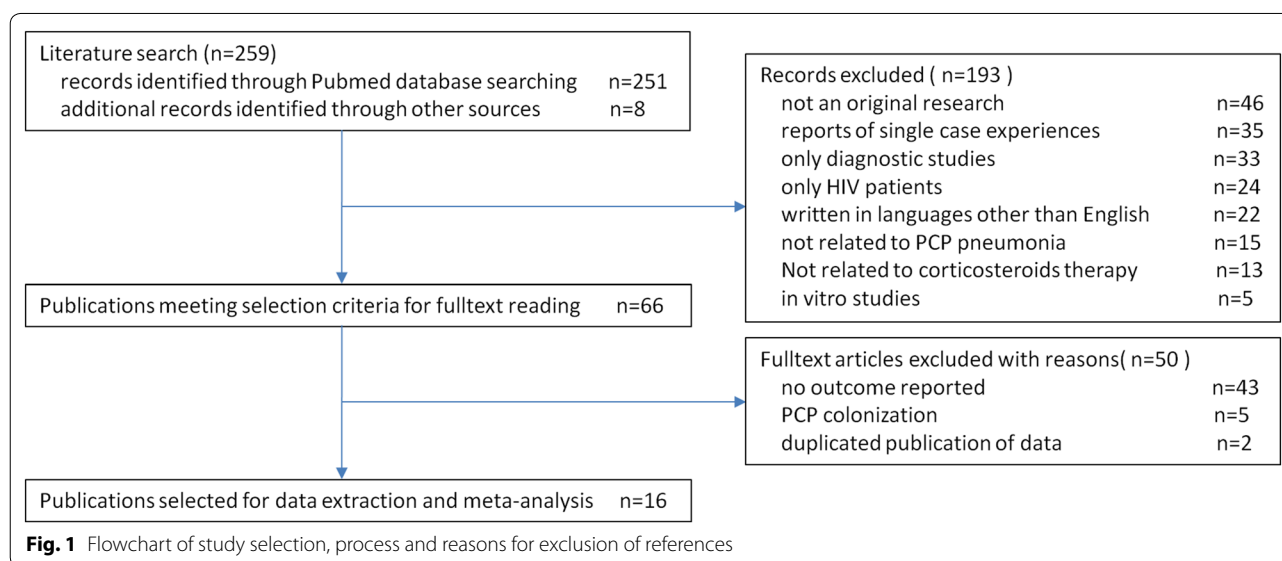 Literature search (n=259)
records identified through Pubmed database searching n=251
additional records identified through other sources n=8
Records excluded ( n=193 )
not an original research n=46
reports of single case experiences n=35
only diagnostic studies n=33
only HIV patients n=24
written in languages other than English n=22
not related to PCP pneumonia n=15
Not related to corticosteroids therapy n=13
in vitro studies n=5
Publications meeting selection criteria for fulltext reading n=66
Fulltext articles excluded with reasons( n=50 )
no outcome reported n=43
PCP colonization n=5
duplicated publication of data n=2
Publications selected for data extraction and meta-analysis n=16
Fig. 1 Flowchart of study selection, process and reasons for exclusion of references